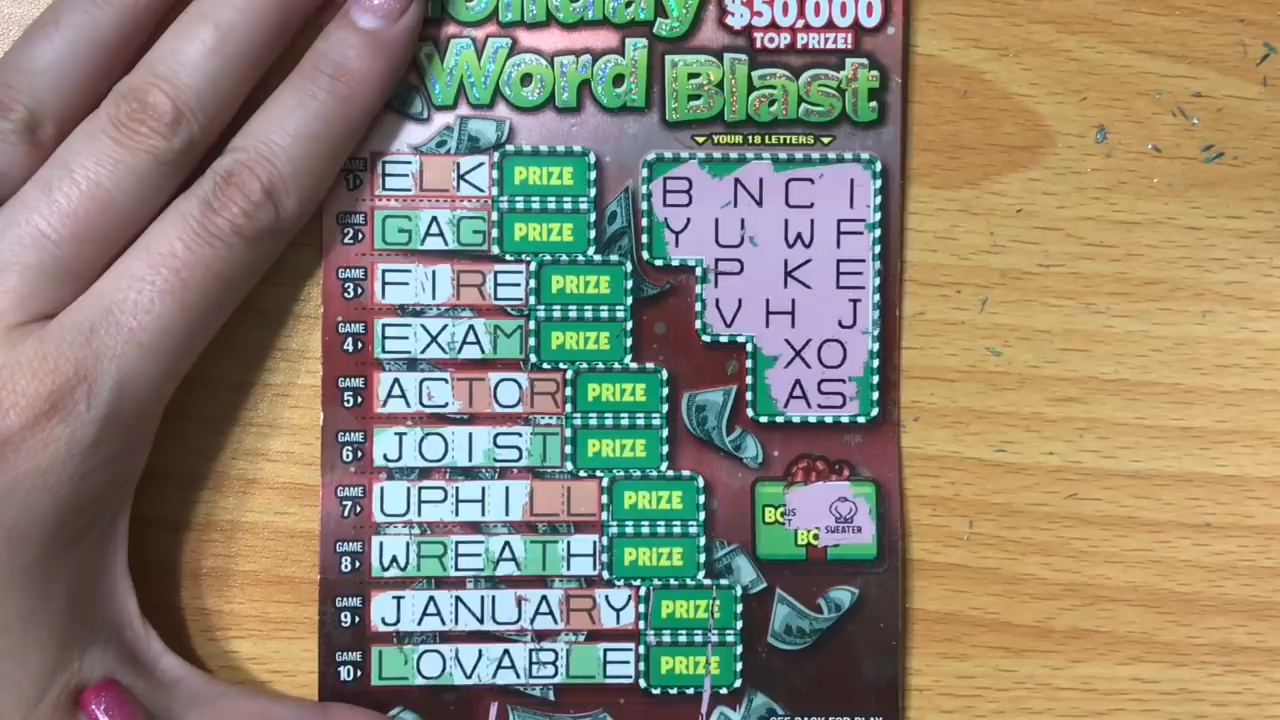 Holiday
Word Blast
$50,000
TOP PRIZE!
YOUR 18 LETTERS
GAME 1 ELK PRIZE
GAME 2 GAG PRIZE
GAME 3 FIRE PRIZE
GAME 4 EXAM PRIZE
GAME 5 ACTOR PRIZE
GAME 6 JOIST PRIZE
GAME 7 UPHILL PRIZE
GAME 8 WREATH PRIZE
GAME 9 JANUARY PRIZE
GAME 10 LOVABLE PRIZE
B N C I
Y U W F
P K E
V H J
X O
A S
SWEATER